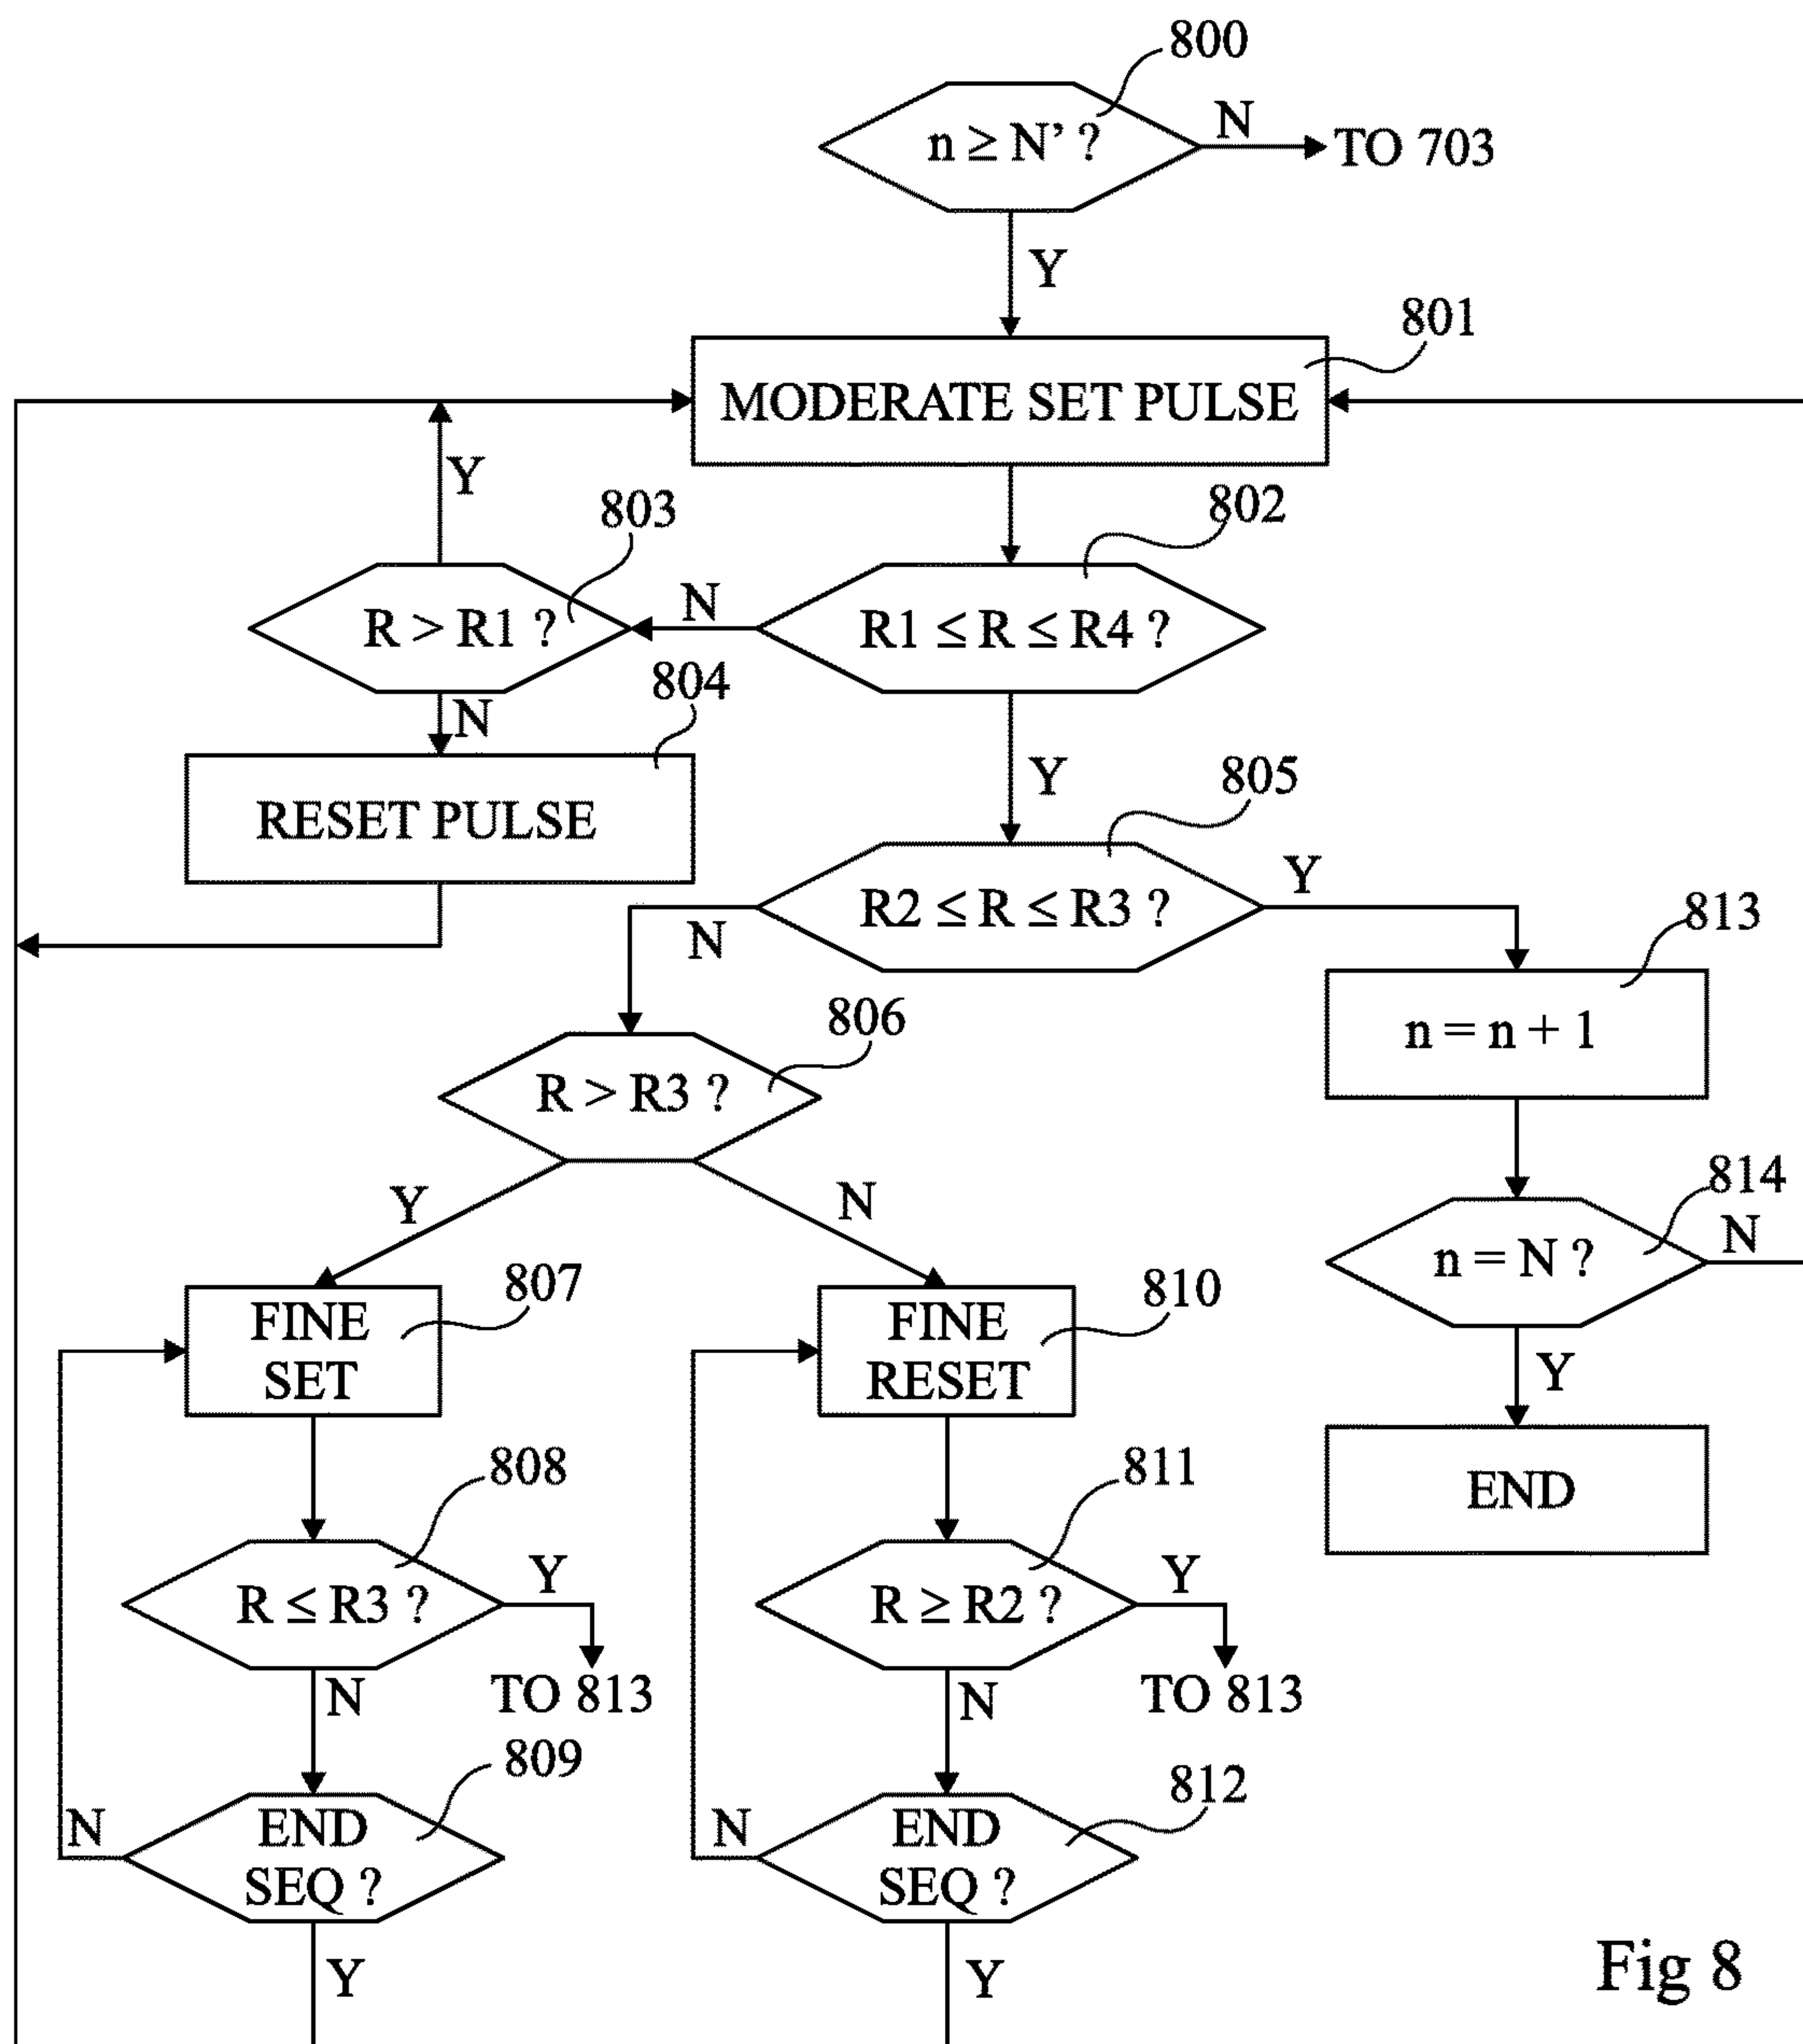 800
n ≥ N' ?
N
TO 703
Y
801
MODERATE SET PULSE
Y
803
802
R > R1 ?
N
R1 ≤ R ≤ R4 ?
804
N
RESET PULSE
Y
805
R2 ≤ R ≤ R3 ?
Y
N
813
n = n + 1
806
R > R3 ?
Y
N
814
n = N ?
N
807
FINE
SET
810
FINE
RESET
Y
END
808
R ≤ R3 ?
Y
TO 813
N
811
R ≥ R2 ?
Y
TO 813
N
809
END
SEQ ?
N
Y
812
END
SEQ ?
N
Y
Fig 8